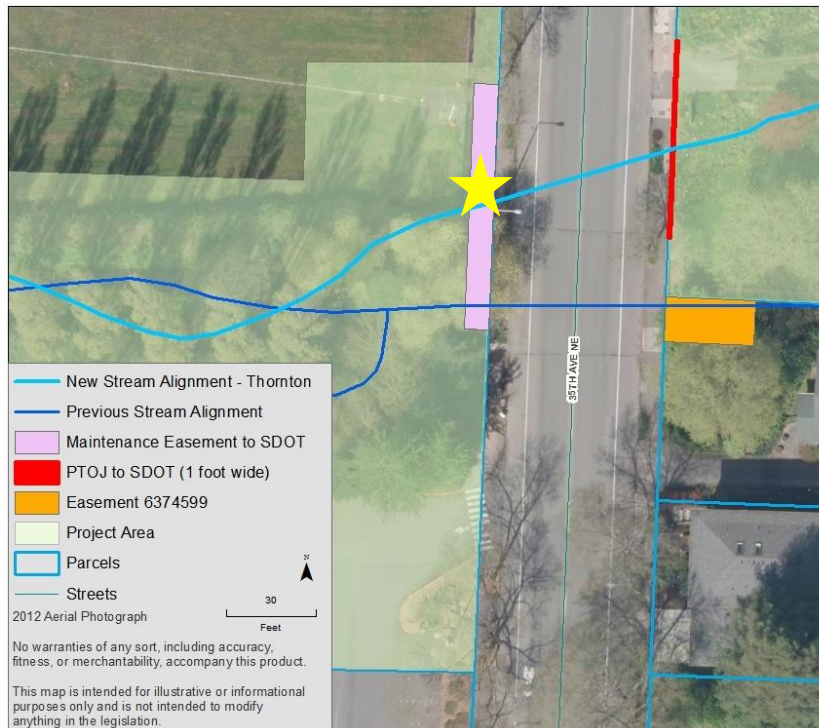 35TH AVE NE
New Stream Alignment - Thornton
Previous Stream Alignment
Maintenance Easement to SDOT
PTOJ to SDOT (1 foot wide)
Easement 6374599
Project Area
Parcels
Streets
N
2012 Aerial Photograph
30
Feet
No warranties of any sort, including accuracy,
fitness, or merchantability, accompany this product.
This map is intended for illustrative or informational
purposes only and is not intended to modify
anything in the legislation.